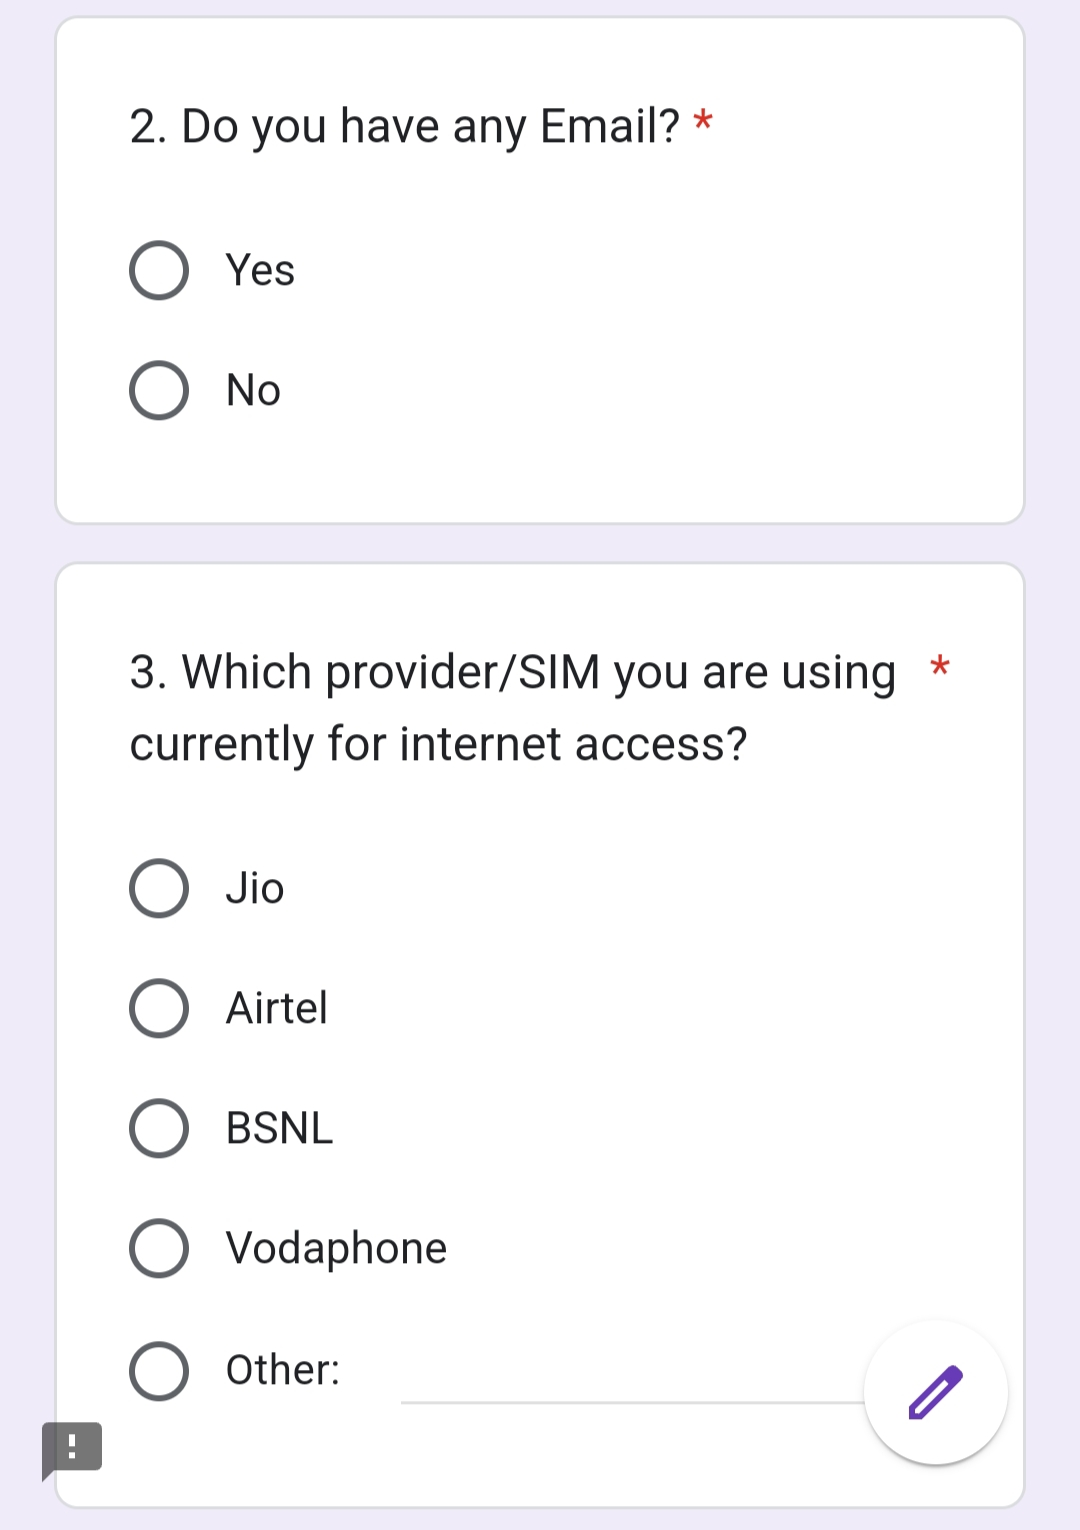 2. Do you have any Email? *
Yes
No
3. Which provider/SIM you are using *
currently for internet access?
Jio
Airtel
BSNL
Vodaphone
Other: